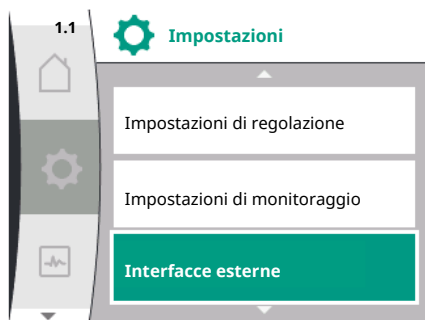 1.1
Impostazioni
Impostazioni di regolazione
Impostazioni di monitoraggio
Interfacce esterne